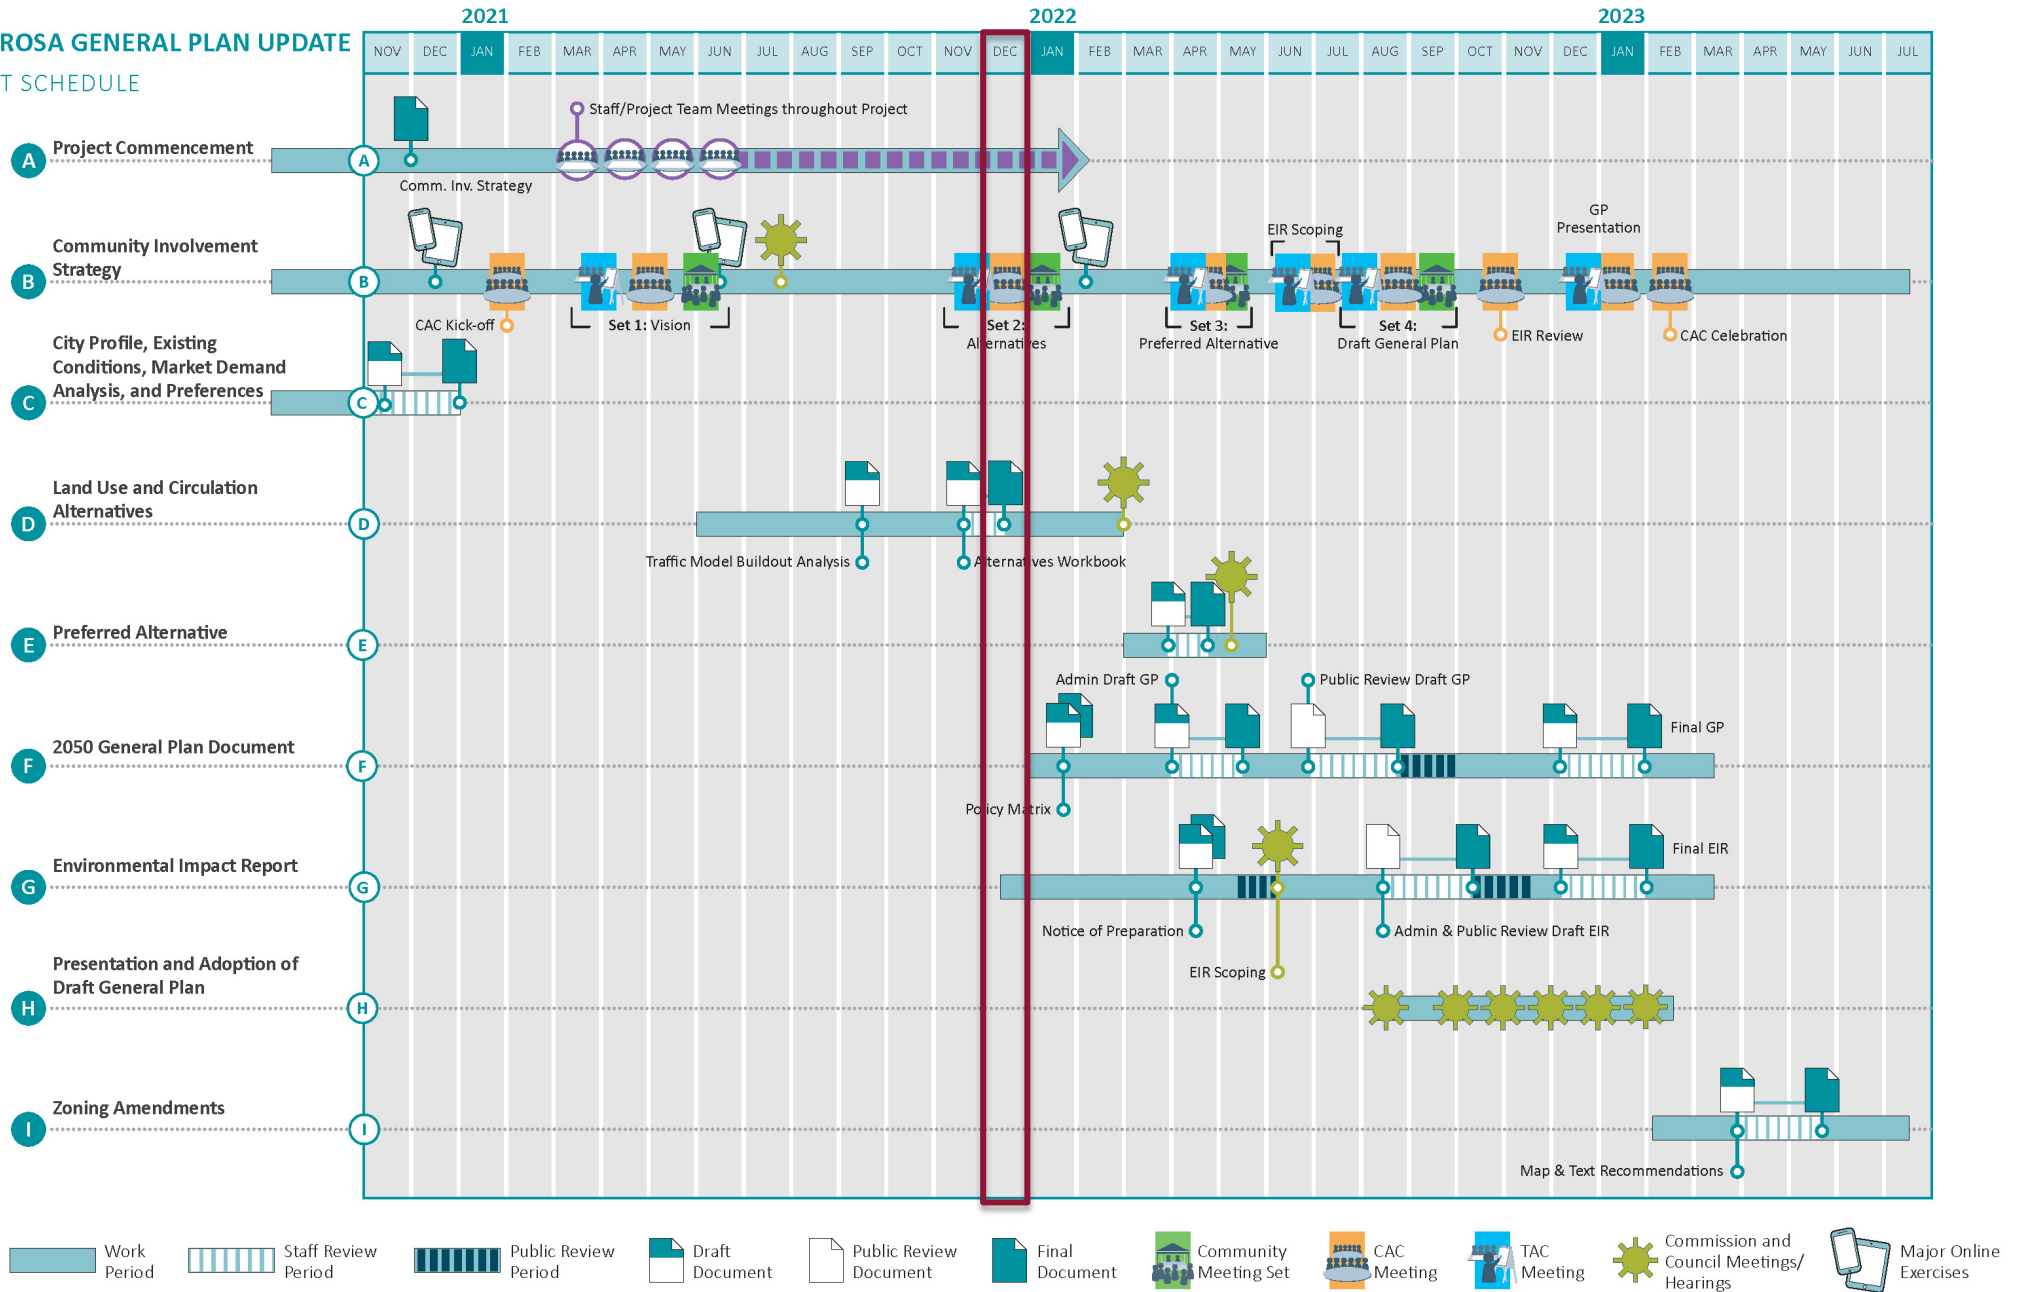 2021 2022 2023
ROSA GENERAL PLAN UPDATE
T SCHEDULE
NOV DEC JAN FEB MAR APR MAY JUN JUL AUG SEP OCT NOV DEC JAN FEB MAR APR MAY JUN JUL AUG SEP OCT NOV DEC JAN FEB MAR APR MAY JUN JUL
Staff/Project Team Meetings throughout Project
A Project Commencement A
Comm. Inv. Strategy
GP
Presentation
EIR Scoping
Community Involvement
Strategy
B B
CAC Kick-off
Set 1: Vision
Set 2:
Alternatives
Set 3:
Preferred Alternative
Set 4:
Draft General Plan
EIR Review
CAC Celebration
City Profile, Existing
Conditions, Market Demand
Analysis, and Preferences
C C
Land Use and Circulation
Alternatives
D D
Traffic Model Buildout Analysis
Alternatives Workbook
Preferred Alternative
E E
Admin Draft GP
Public Review Draft GP
Final GP
2050 General Plan Document
F F
Policy Matrix
Final EIR
Environmental Impact Report
G G
Notice of Preparation
Admin & Public Review Draft EIR
EIR Scoping
Presentation and Adoption of
Draft General Plan
H H
Zoning Amendments
I I
Map & Text Recommendations
Work
Period
Staff Review
Period
Public Review
Period
Draft
Document
Public Review
Document
Final
Document
Community
Meeting Set
CAC
Meeting
TAC
Meeting
Commission and
Council Meetings/
Hearings
Major Online
Exercises